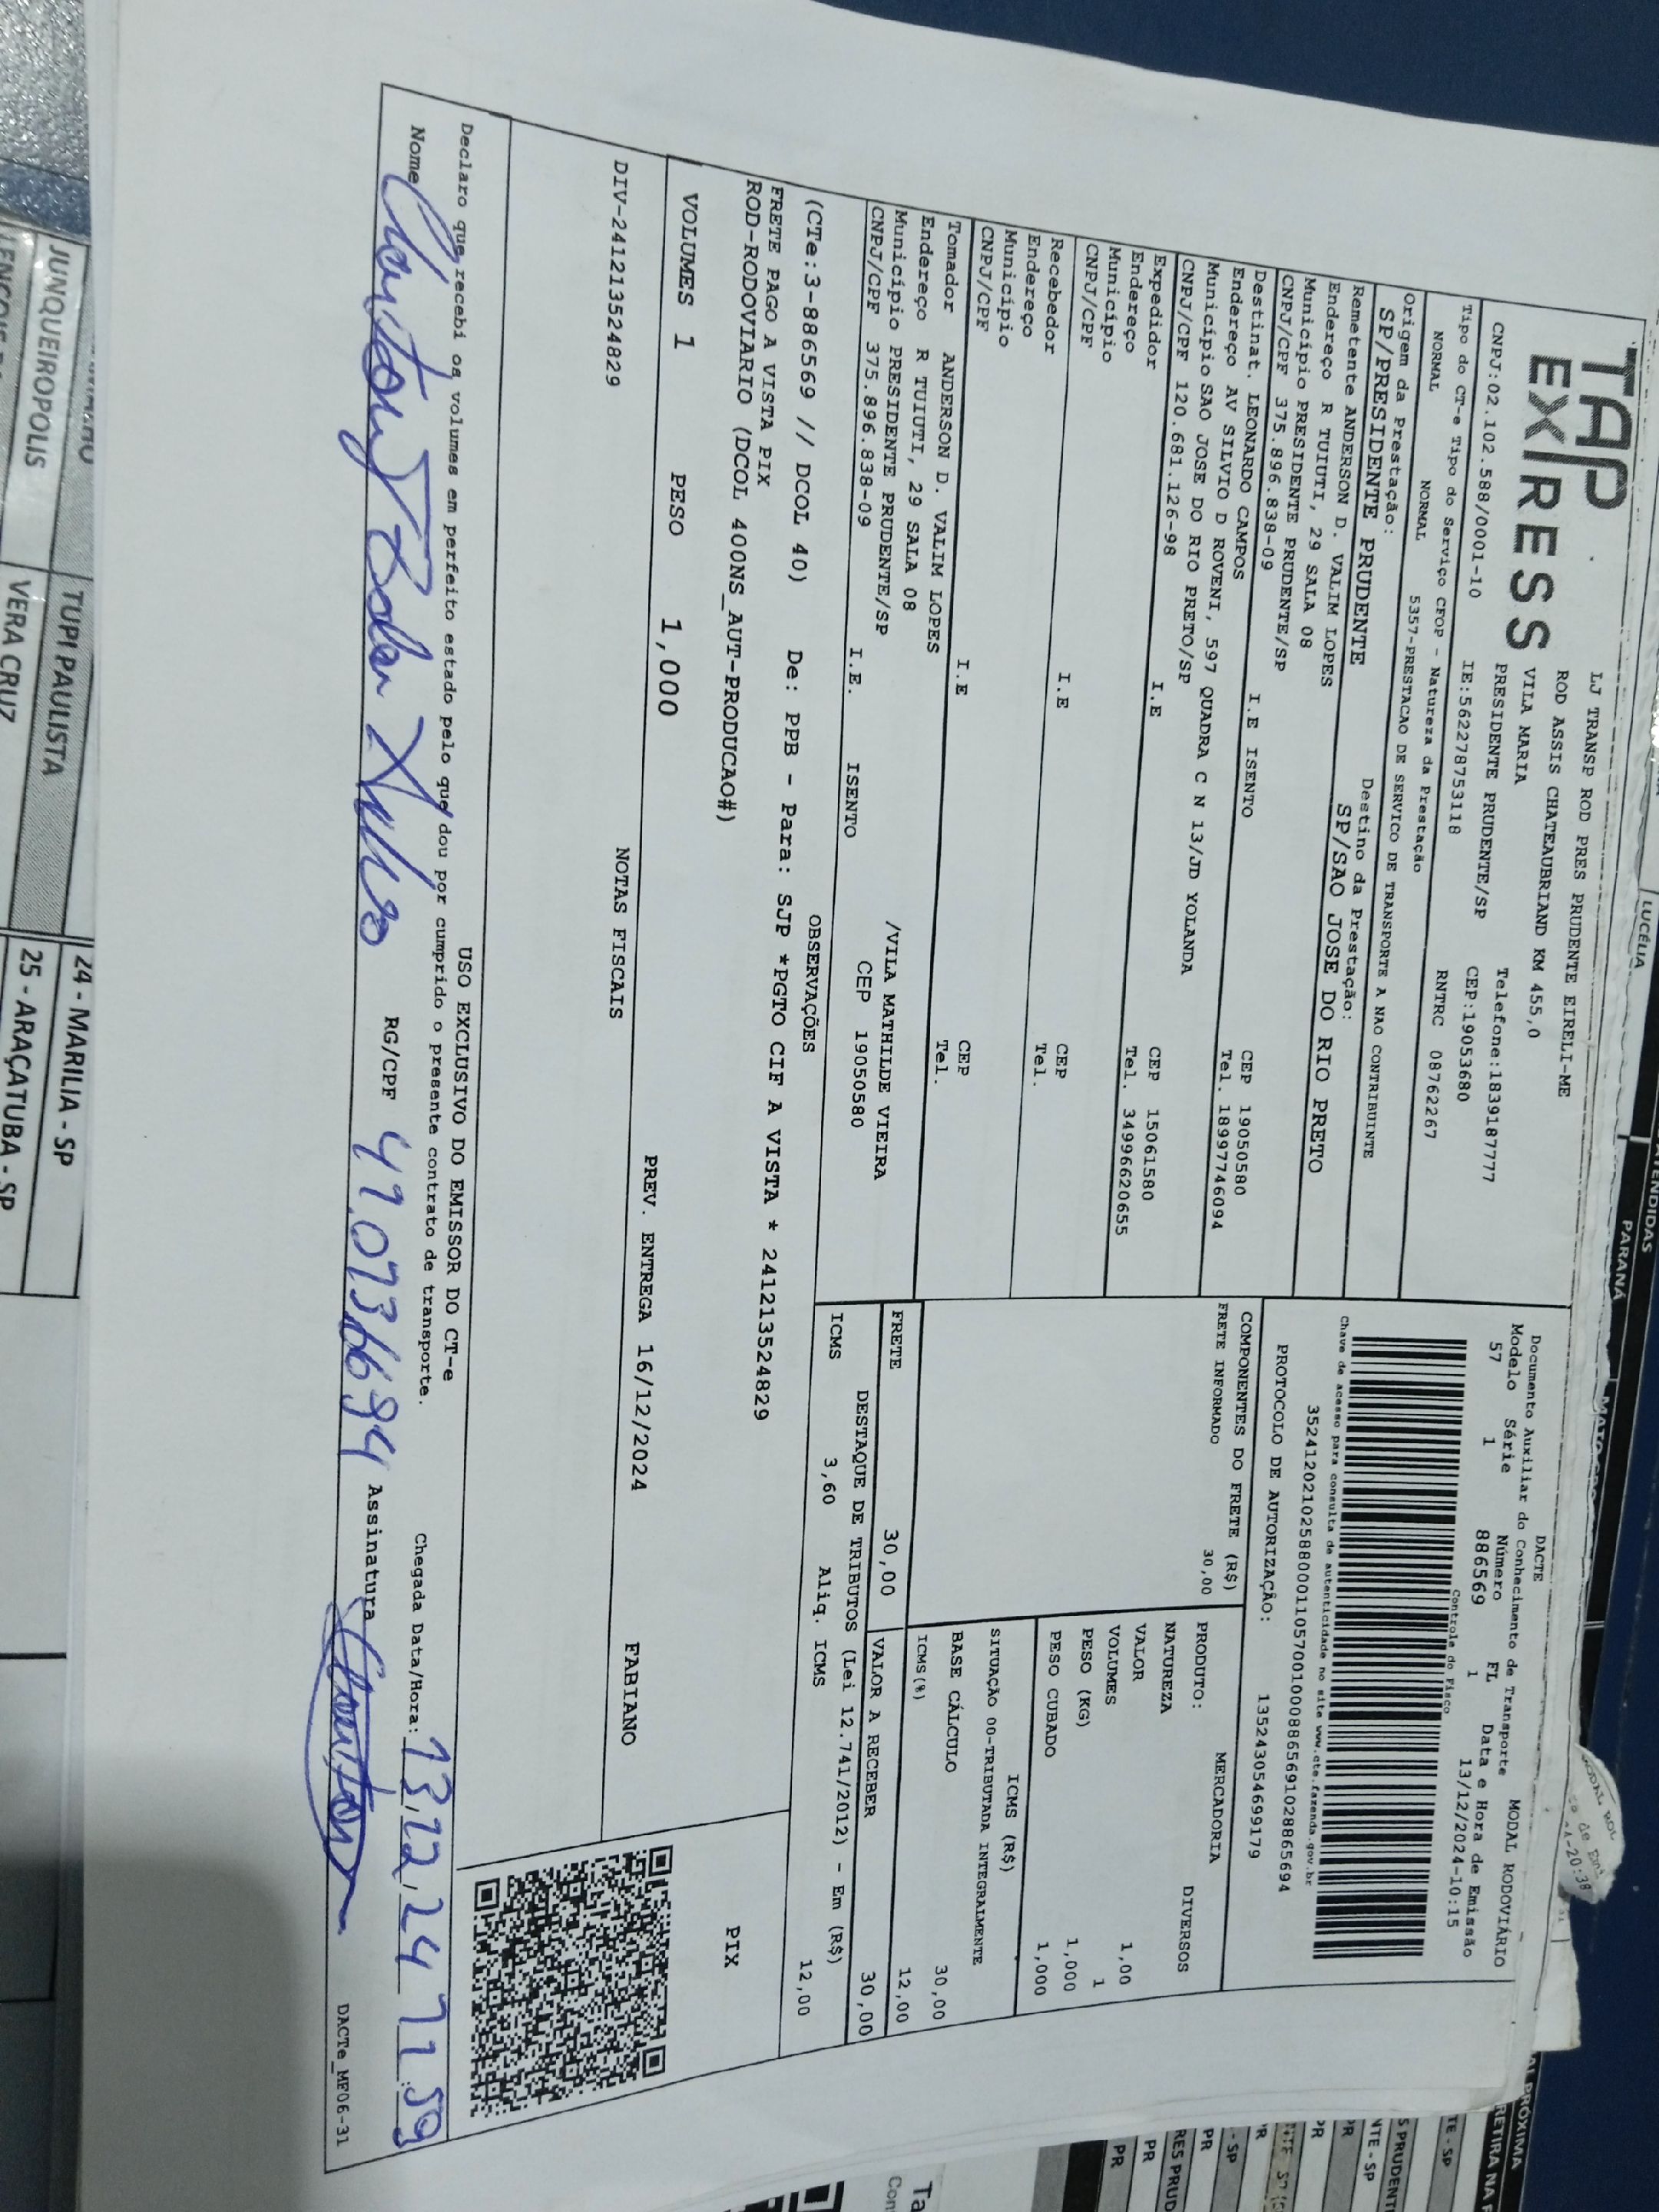 TAP EXPRESS
LJ TRANSP ROD PRES PRUDENTE EIRELI-ME
ROD ASSIS CHATEAUBRIAND KM 455,0
VILA MARIA
PRESIDENTE PRUDENTE/SP Telefone:1839187777
CNPJ:02.102.588/0001-10 IE:562278753118 CEP:19053680
Tipo do CT-e Tipo do Serviço CFOP - Natureza da Prestação RNTRC 08762267
NORMAL NORMAL 5357-PRESTACAO DE SERVICO DE TRANSPORTE A NAO CONTRIBUINTE
Origem da Prestação: Destino da Prestação:
SP/PRESIDENTE PRUDENTE SP/SAO JOSE DO RIO PRETO
Remetente ANDERSON D. VALIM LOPES
Endereço R TUIUTI, 29 SALA 08
Município PRESIDENTE PRUDENTE/SP CEP 19050580
CNPJ/CPF 375.896.838-09 I.E ISENTO Tel. 18997746094
Destinat. LEONARDO CAMPOS
Endereço AV SILVIO D ROVENI, 597 QUADRA C N 13/JD YOLANDA
Município SAO JOSE DO RIO PRETO/SP CEP 15061580
CNPJ/CPF 120.681.126-98 I.E Tel. 34996620655
Expedidor
Endereço
Município CEP
CNPJ/CPF I.E Tel.
Recebedor
Endereço
Município CEP
CNPJ/CPF I.E Tel.
Tomador ANDERSON D. VALIM LOPES
Endereço R TUIUTI, 29 SALA 08 /VILA MATHILDE VIEIRA
Município PRESIDENTE PRUDENTE/SP CEP 19050580
CNPJ/CPF 375.896.838-09 I.E. ISENTO
DACTE
Documento Auxiliar do Conhecimento de Transporte MODAL RODOVIÁRIO
Modelo Série Número FL Data e Hora de Emissão
57 1 886569 1 13/12/2024-10:15
Controle do Fisco
Chave de acesso para consulta de autenticidade no site www.cte.fazenda.gov.br
35241202102588000110570010008865691028865694
PROTOCOLO DE AUTORIZAÇÃO: 135243054699179
COMPONENTES DO FRETE (R$)
FRETE INFORMADO 30,00
MERCADORIA
PRODUTO: DIVERSOS
NATUREZA
VALOR 1,00
VOLUMES 1
PESO (KG) 1,000
PESO CUBADO 1,000
ICMS (R$)
SITUAÇÃO 00-TRIBUTADA INTEGRALMENTE
BASE CÁLCULO 30,00
ICMS(%) 12,00
FRETE 30,00 VALOR A RECEBER 30,00
DESTAQUE DE TRIBUTOS (Lei 12.741/2012) - Em (R$)
ICMS 3,60 Aliq. ICMS 12,00
OBSERVAÇÕES
(CTe:3-886569 // DCOL 40) De: PPB - Para: SJP *PGTO CIF A VISTA * 241213524829
FRETE PAGO A VISTA PIX
ROD-RODOVIARIO (DCOL 400NS_AUT-PRODUCAO#)
PIX
VOLUMES 1 PESO 1,000 PREV. ENTREGA 16/12/2024 FABIANO
NOTAS FISCAIS
DIV-241213524829
USO EXCLUSIVO DO EMISSOR DO CT-e
Declaro que recebi os volumes em perfeito estado pelo que dou por cumprido o presente contrato de transporte.
Chegada Data/Hora: 13,12,24 11:59
Nome RG/CPF 47.073.669 4 Assinatura
DACTe_MF06-31
JUNQUEIROPOLIS
TUPI PAULISTA
VERA CRUZ
24 - MARILIA - SP
25 - ARAÇATUBA - SP
LUCÉLIA
PARANÁ